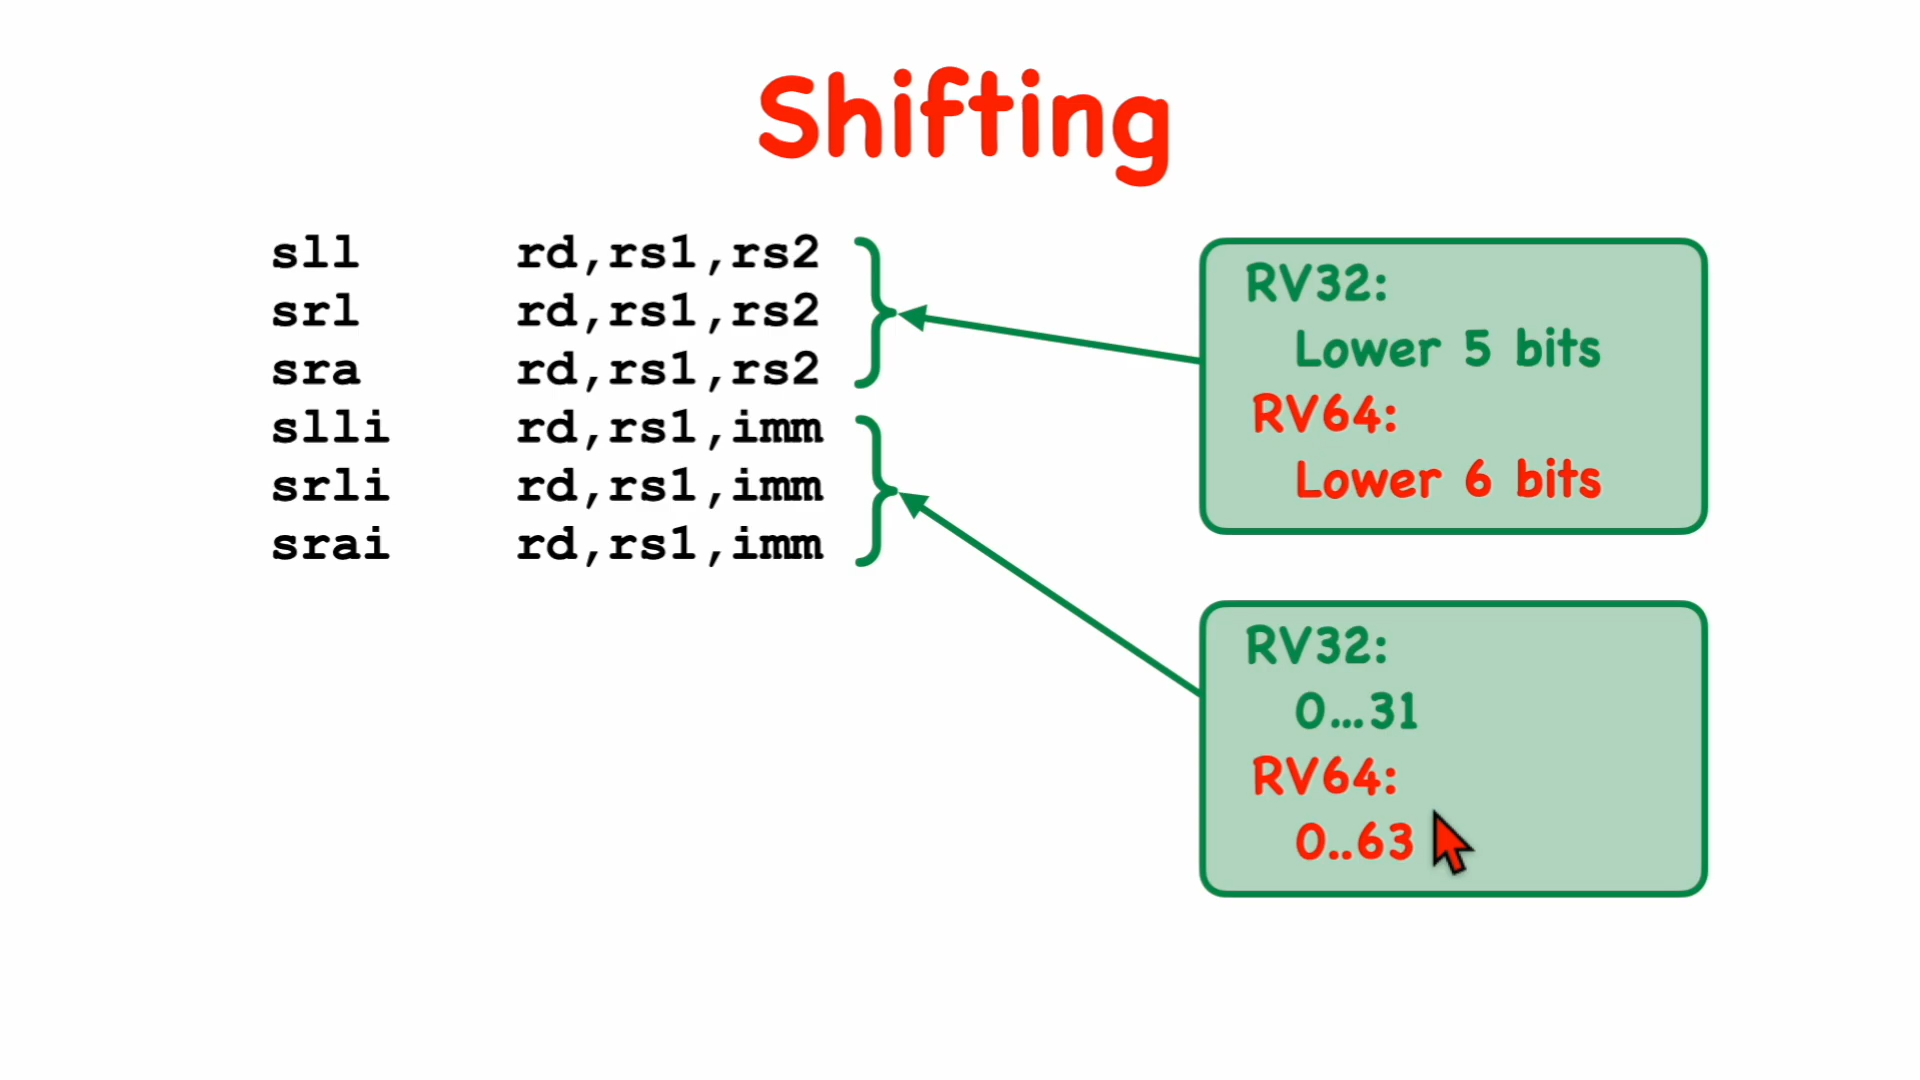 Shifting
sll rd,rs1,rs2
srl rd,rs1,rs2
sra rd,rs1,rs2
slli rd,rs1,imm
srli rd,rs1,imm
srai rd,rs1,imm
RV32:
Lower 5 bits
RV64:
Lower 6 bits
RV32:
0...31
RV64:
0..63